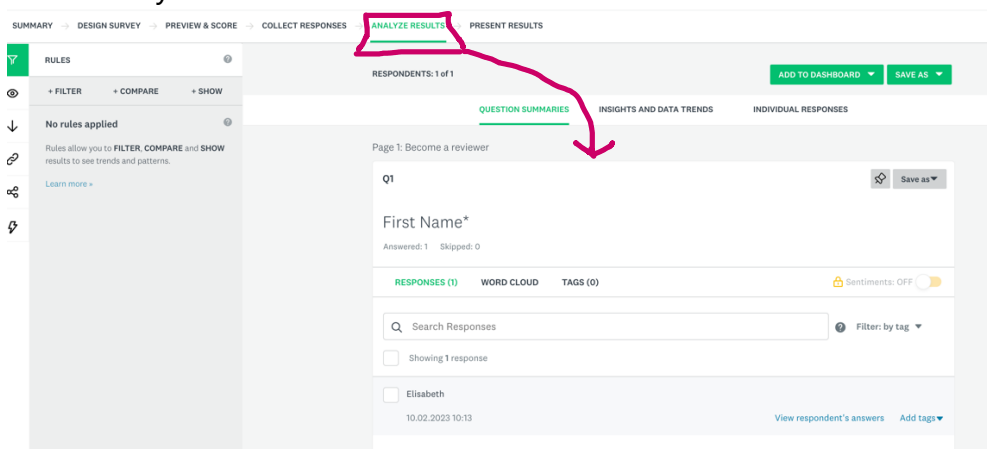 SUMMARY → DESIGN SURVEY → PREVIEW & SCORE → COLLECT RESPONSES → ANALYZE RESULTS → PRESENT RESULTS
RULES
+ FILTER + COMPARE + SHOW
No rules applied
Rules allow you to FILTER, COMPARE and SHOW
results to see trends and patterns.
Learn more »
RESPONDENTS: 1 of 1
ADD TO DASHBOARD SAVE AS
QUESTION SUMMARIES INSIGHTS AND DATA TRENDS INDIVIDUAL RESPONSES
Page 1: Become a reviewer
Q1
Save as
First Name*
Answered: 1 Skipped: 0
RESPONSES (1) WORD CLOUD TAGS (0)
Sentiments: OFF
Search Responses
Filter: by tag
Showing 1 response
Elisabeth
10.02.2023 10:13
View respondent's answers Add tags